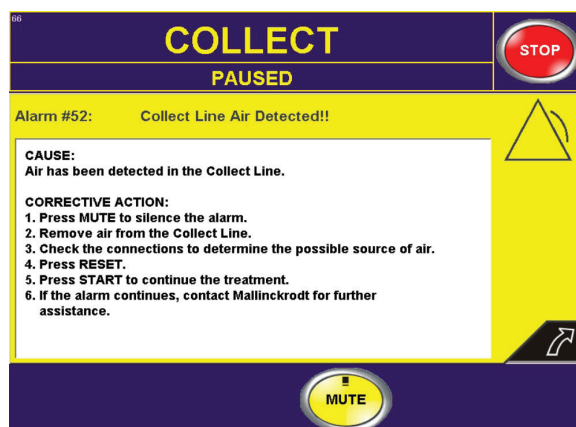 66
COLLECT
STOP
PAUSED
Alarm #52: Collect Line Air Detected!!
CAUSE:
Air has been detected in the Collect Line.
CORRECTIVE ACTION:
1. Press MUTE to silence the alarm.
2. Remove air from the Collect Line.
3. Check the connections to determine the possible source of air.
4. Press RESET.
5. Press START to continue the treatment.
6. If the alarm continues, contact Mallinckrodt for further
assistance.
MUTE